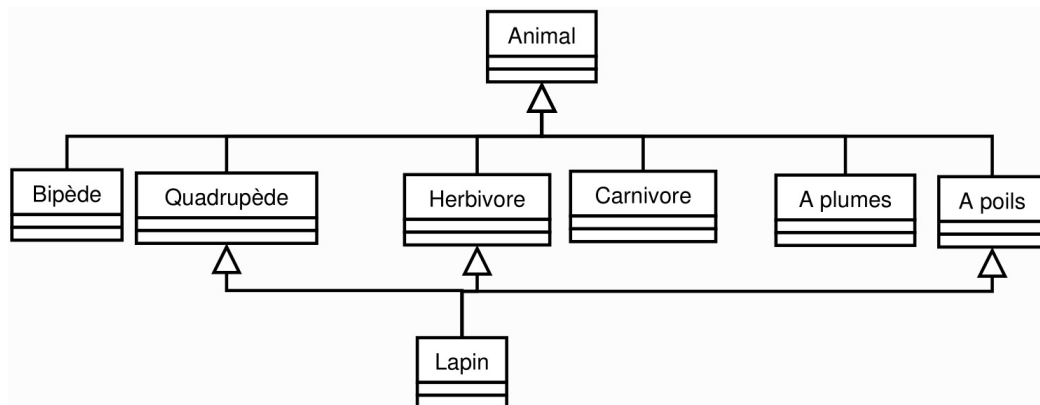 Animal
Bipède
Quadrupède
Herbivore
Carnivore
A plumes
A poils
Lapin